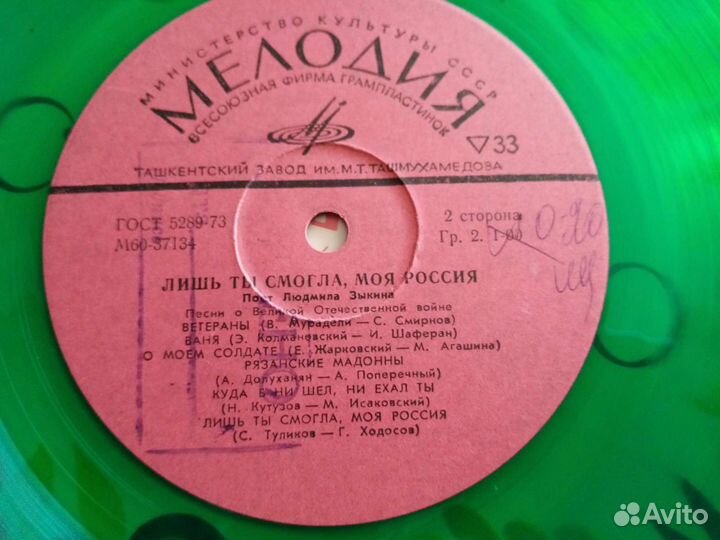 МИНИСТЕРСТВО КУЛЬТУРЫ СССР
МЕЛОДИЯ
ВСЕСОЮЗНАЯ ФИРМА ГРАМПЛАСТИНОК
▽33
ТАШКЕНТСКИЙ ЗАВОД ИМ. М.Т. ТАШМУХАМЕДОВА
ГОСТ 5289-73
М60-37134
2 сторона
Гр. 2. 1-90
0-90
ЛИШЬ ТЫ СМОГЛА, МОЯ РОССИЯ
Поет Людмила Зыкина
Песни о Великой Отечественной войне
ВЕТЕРАНЫ (В. Мурадели — С. Смирнов)
ВАНЯ (Э. Колмановский — И. Шаферан)
О МОЕМ СОЛДАТЕ (Е. Жарковский — М. Агашина)
РЯЗАНСКИЕ МАДОННЫ
(А. Долуханян — А. Поперечный)
КУДА Б НИ ШЕЛ, НИ ЕХАЛ ТЫ
(Н. Кутузов — М. Исаковский)
ЛИШЬ ТЫ СМОГЛА, МОЯ РОССИЯ
(С. Туликов — Г. Ходосов)
Avito